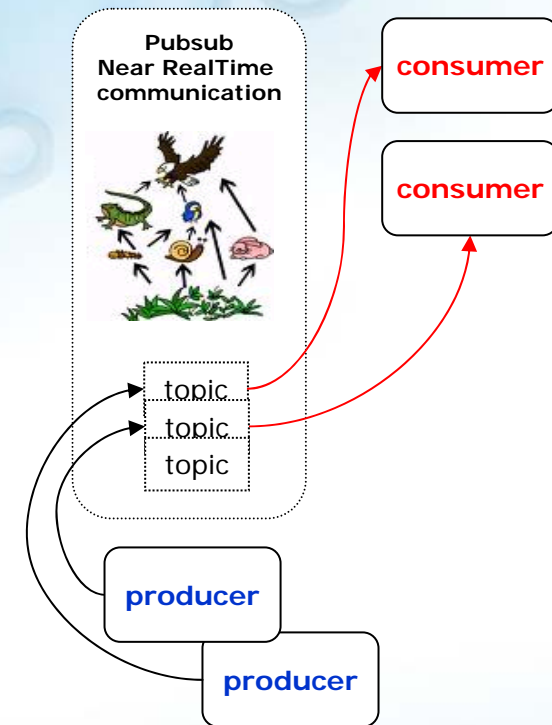 Pubsub
Near RealTime
communication
consumer
consumer
topic
topic
topic
producer
producer